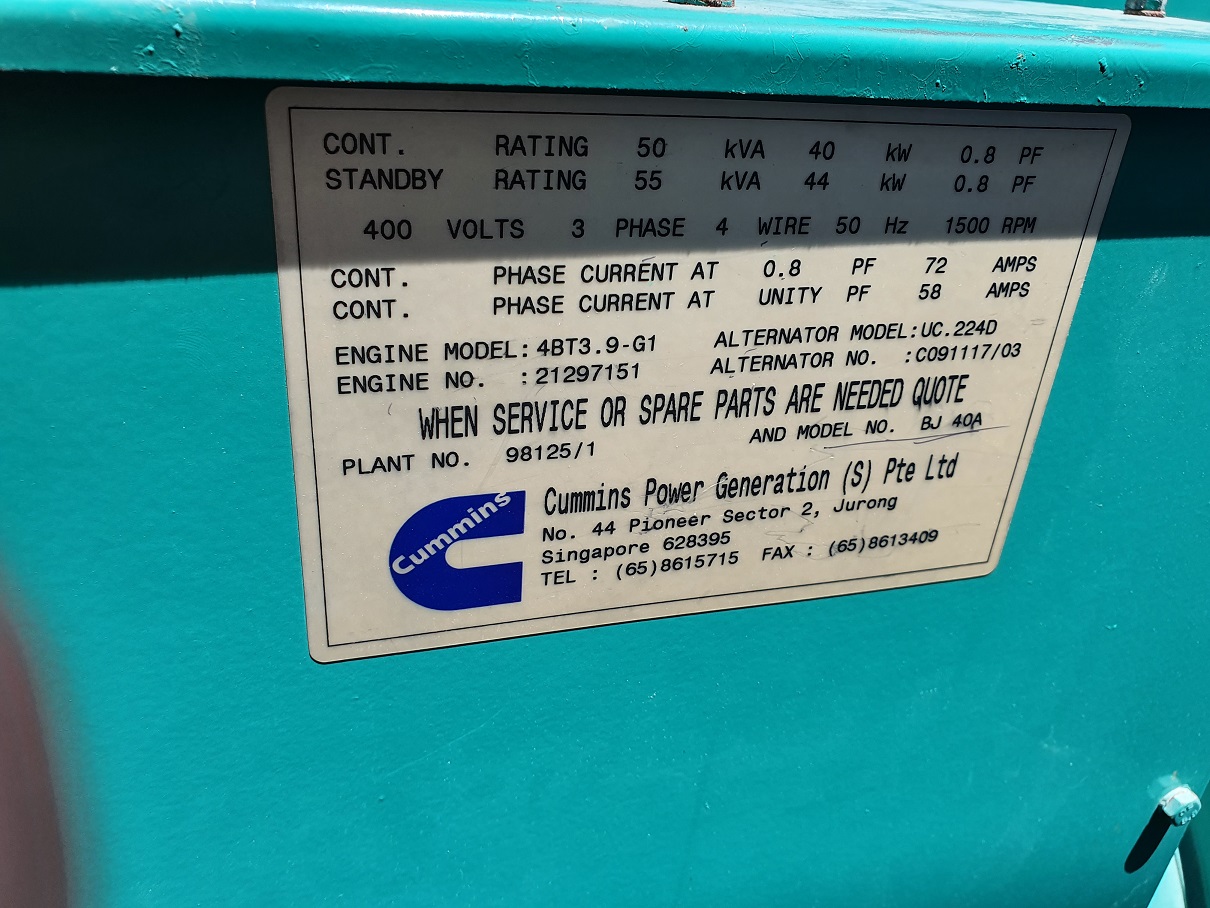 CONT. RATING 50 kVA 40 kW 0.8 PF
STANDBY RATING 55 kVA 44 kW 0.8 PF
400 VOLTS 3 PHASE 4 WIRE 50 Hz 1500 RPM
CONT. PHASE CURRENT AT 0.8 PF 72 AMPS
CONT. PHASE CURRENT AT UNITY PF 58 AMPS
ENGINE MODEL: 4BT3.9-G1 ALTERNATOR MODEL:UC.224D
ENGINE NO. :21297151 ALTERNATOR NO. :C091117/03
WHEN SERVICE OR SPARE PARTS ARE NEEDED QUOTE
PLANT NO. 98125/1 AND MODEL NO. BJ 40A
Cummins
Cummins Power Generation (S) Pte Ltd
No. 44 Pioneer Sector 2, Jurong
Singapore 628395
TEL : (65)8615715 FAX : (65)8613409